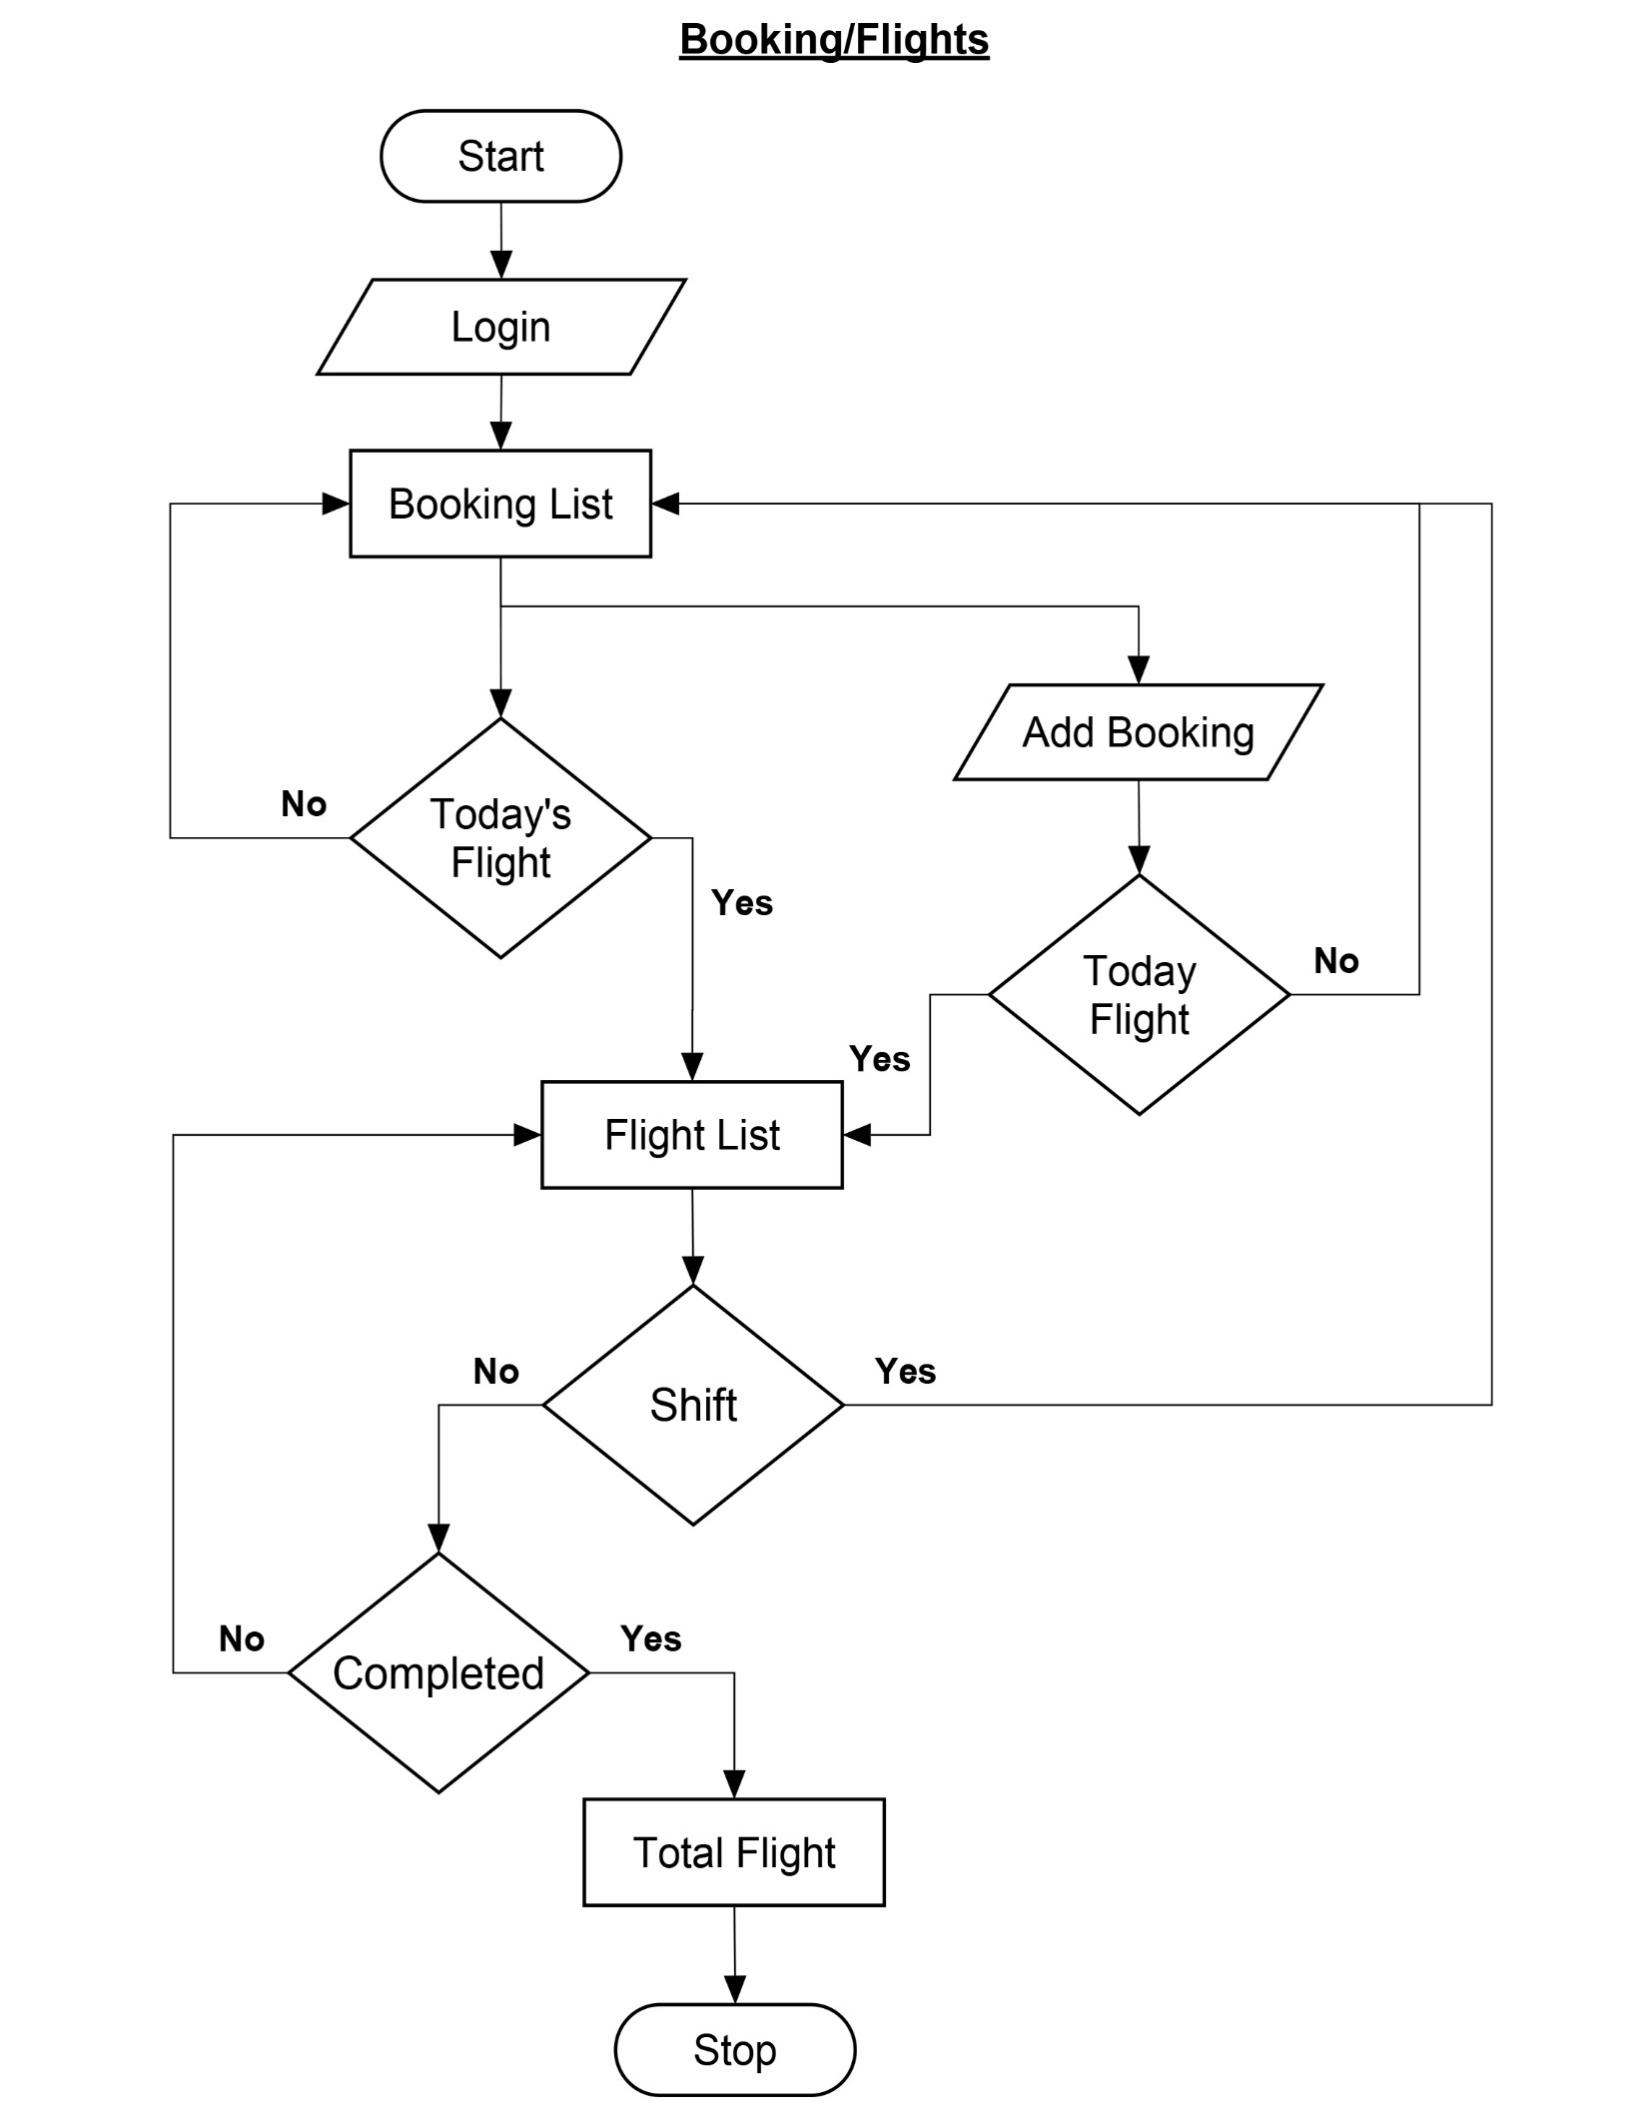 Booking/Flights
Start
Login
Booking List
Add Booking
No
Today's
Flight
Yes
Today
Flight
No
Yes
Flight List
No
Shift
Yes
No
Completed
Yes
Total Flight
Stop